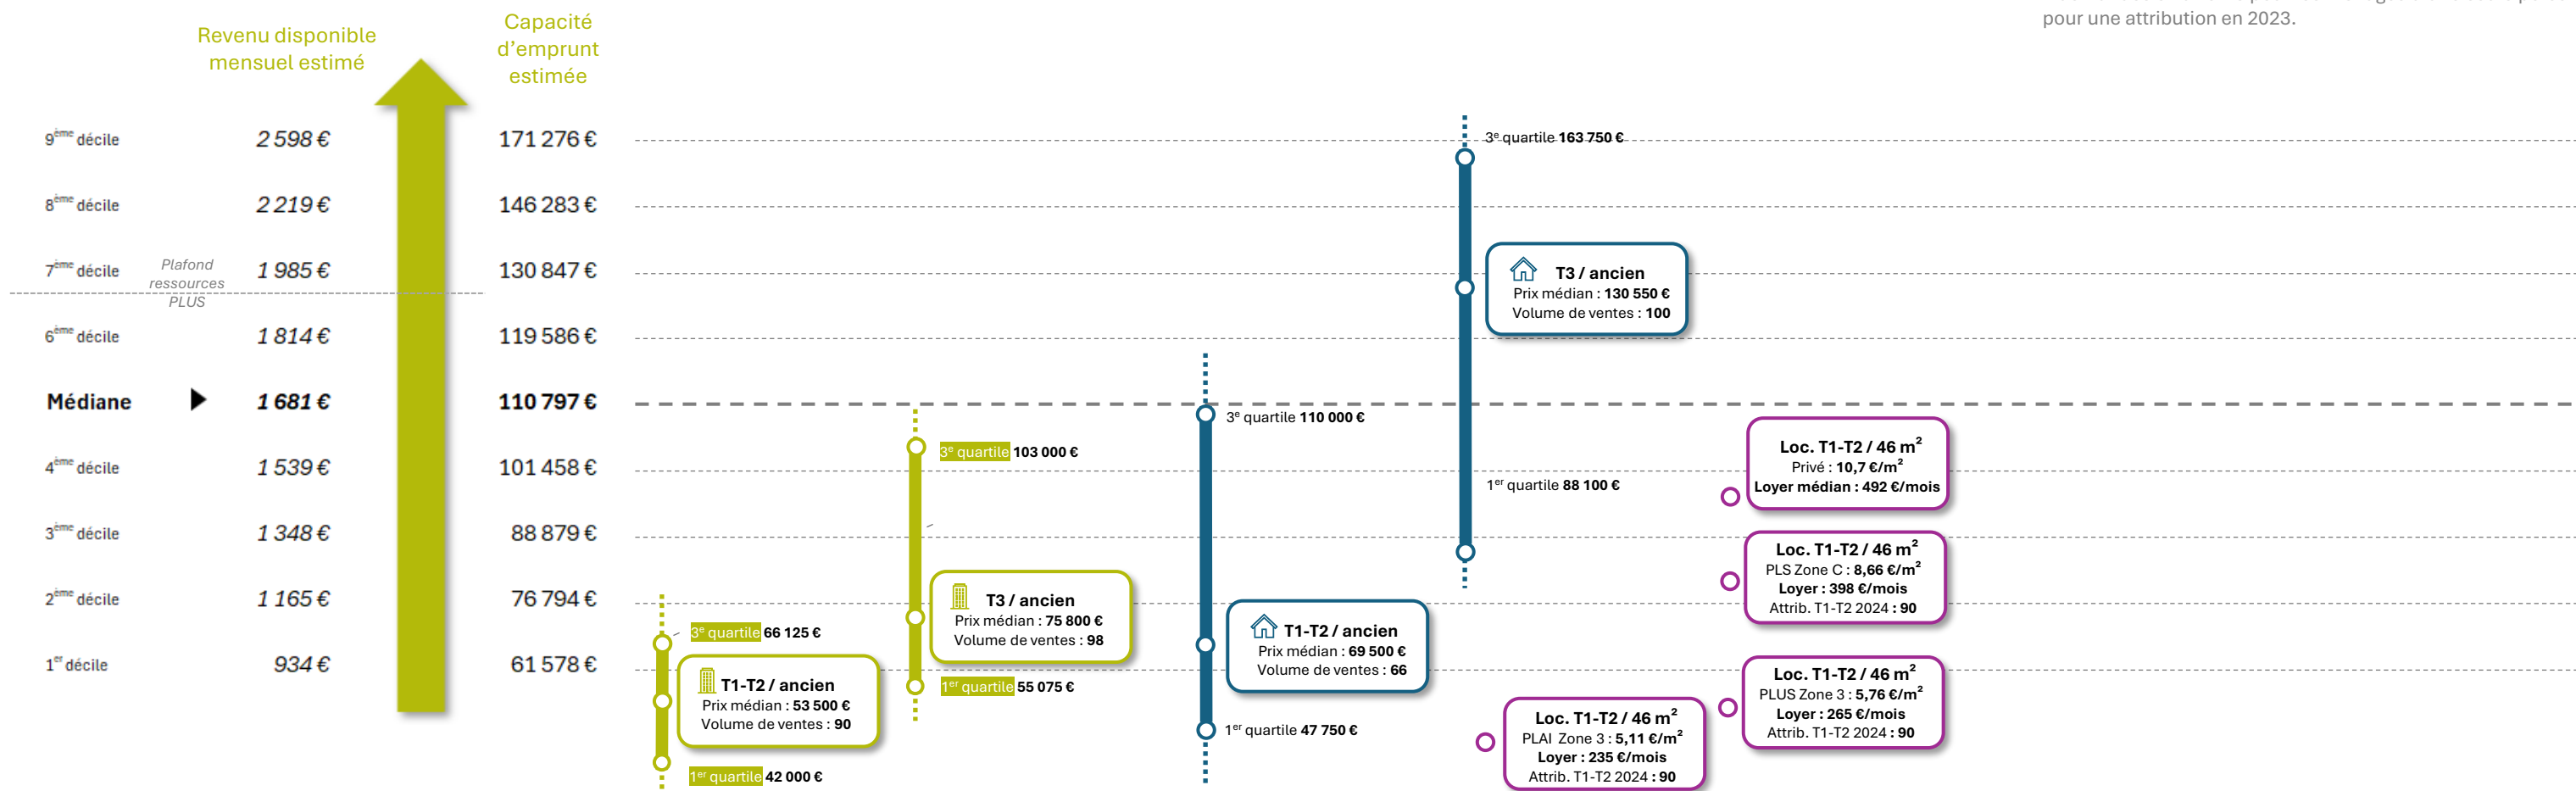 pour une attribution en 2023.
Revenu disponible
mensuel estimé
Capacité
d’emprunt
estimée
9ème décile 2 598 € 171 276 €
8ème décile 2 219 € 146 283 €
7ème décile 1 985 € 130 847 €
Plafond
ressources
PLUS
6ème décile 1 814 € 119 586 €
Médiane 1 681 € 110 797 €
4ème décile 1 539 € 101 458 €
3ème décile 1 348 € 88 879 €
2ème décile 1 165 € 76 794 €
1er décile 934 € 61 578 €
3e quartile 66 125 €
T1-T2 / ancien
Prix médian : 53 500 €
Volume de ventes : 90
1er quartile 42 000 €
3e quartile 103 000 €
T3 / ancien
Prix médian : 75 800 €
Volume de ventes : 98
1er quartile 55 075 €
3e quartile 110 000 €
T1-T2 / ancien
Prix médian : 69 500 €
Volume de ventes : 66
1er quartile 47 750 €
3e quartile 163 750 €
T3 / ancien
Prix médian : 130 550 €
Volume de ventes : 100
1er quartile 88 100 €
Loc. T1-T2 / 46 m²
Privé : 10,7 €/m²
Loyer médian : 492 €/mois
Loc. T1-T2 / 46 m²
PLS Zone C : 8,66 €/m²
Loyer : 398 €/mois
Attrib. T1-T2 2024 : 90
Loc. T1-T2 / 46 m²
PLUS Zone 3 : 5,76 €/m²
Loyer : 265 €/mois
Attrib. T1-T2 2024 : 90
Loc. T1-T2 / 46 m²
PLAI Zone 3 : 5,11 €/m²
Loyer : 235 €/mois
Attrib. T1-T2 2024 : 90